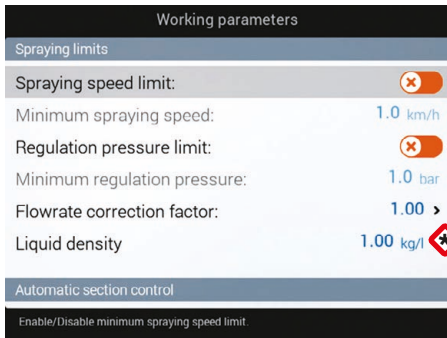 Working parameters
Spraying limits
Spraying speed limit:
Minimum spraying speed: 1.0 km/h
Regulation pressure limit:
Minimum regulation pressure: 1.0 bar
Flowrate correction factor: 1.00 >
Liquid density 1.00 kg/l *
Automatic section control
Enable/Disable minimum spraying speed limit.